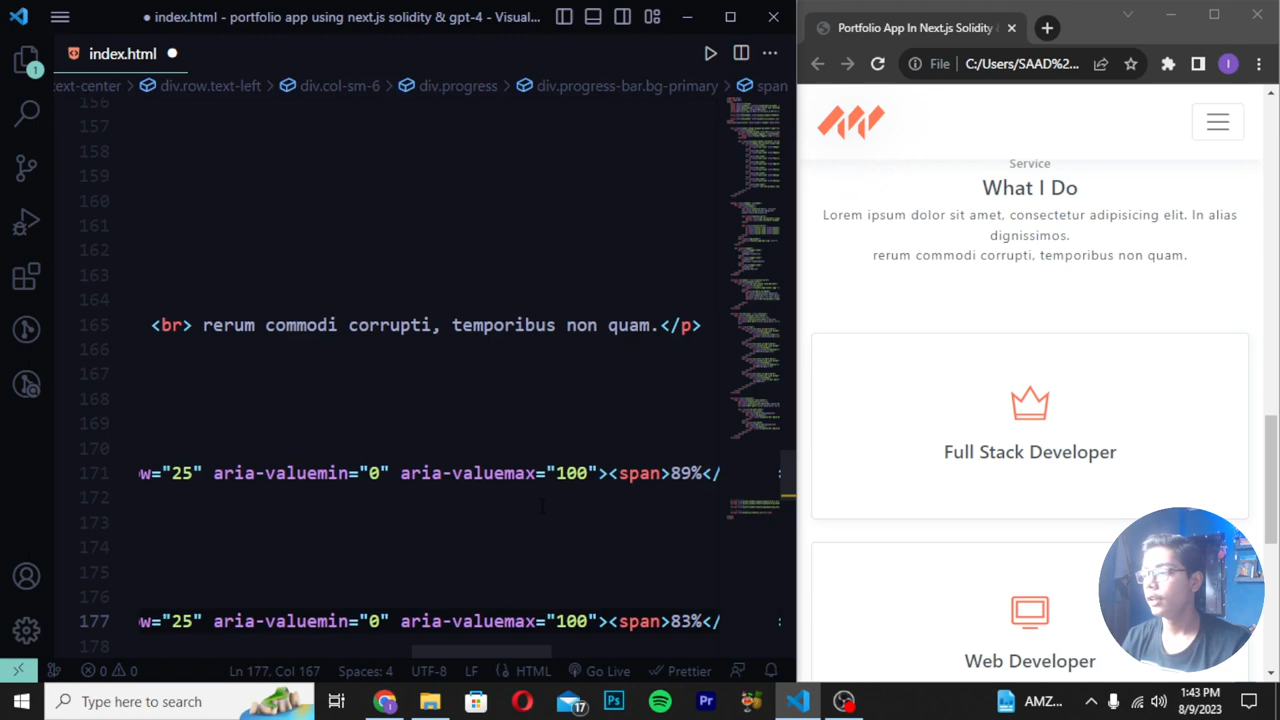 ● index.html - portfolio app using next.js solidity & gpt-4 - Visual...
index.html ●
ext-center > div.row.text-left > div.col-sm-6 > div.progress > div.progress-bar.bg-primary > span
156
157
158
159
160
161
162
163
164
165 <br> rerum commodi corrupti, temporibus non quam.</p>
166
167
168
169
170
171 w="25" aria-valuemin="0" aria-valuemax="100"><span>89%</
172
173
174
175
176
177 w="25" aria-valuemin="0" aria-valuemax="100"><span>83%</
178
1
0 0 Ln 177, Col 167 Spaces: 4 UTF-8 LF HTML Go Live Prettier
Portfolio App In Next.js Solidity
File C:/Users/SAAD%2...
I
Service
What I Do
Lorem ipsum dolor sit amet, consectetur adipisicing elit. In alias
dignissimos.
rerum commodi corrupti, temporibus non quam.
Full Stack Developer
Web Developer
Type here to search
17
Ps
Pr
AMZ...
1:43 PM
8/9/2023